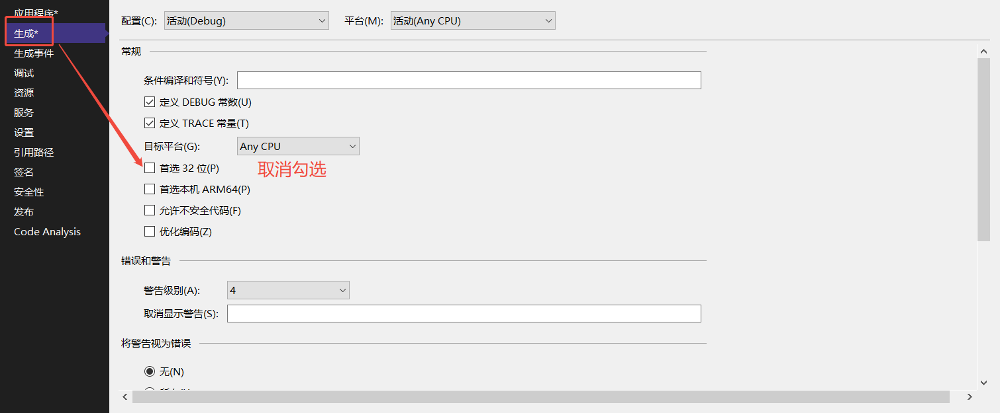 应用程序*
生成*
生成事件
调试
资源
服务
设置
引用路径
签名
安全性
发布
Code Analysis
配置(C): 活动(Debug) 平台(M): 活动(Any CPU)
常规
条件编译和符号(Y):
定义 DEBUG 常数(U)
定义 TRACE 常量(T)
目标平台(G): Any CPU
首选 32 位(P) 取消勾选
首选本机 ARM64(P)
允许不安全代码(F)
优化编码(Z)
错误和警告
警告级别(A): 4
取消显示警告(S):
将警告视为错误
无(N)